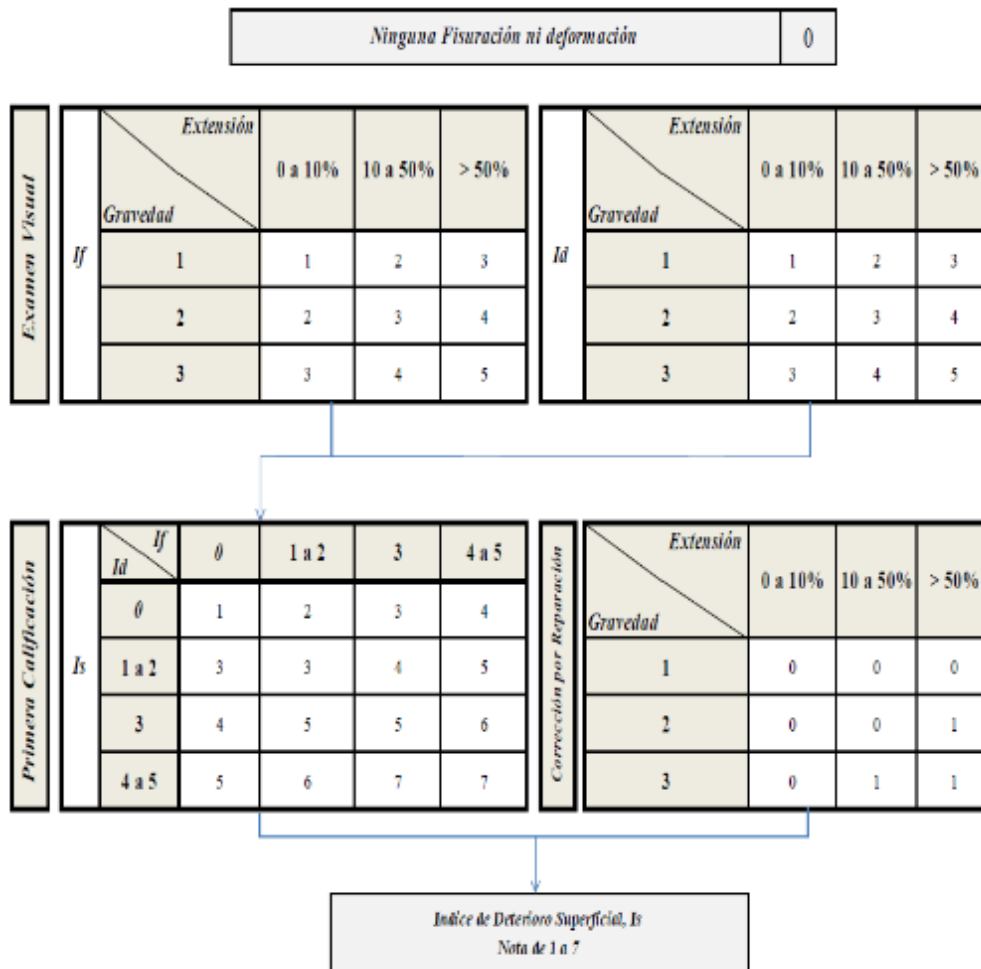 Ninguna Fisuración ni deformación 0
Examen Visual
If
Extensión
Gravedad
0 a 10% 10 a 50% > 50%
1 1 2 3
2 2 3 4
3 3 4 5
Id
Extensión
Gravedad
0 a 10% 10 a 50% > 50%
1 1 2 3
2 2 3 4
3 3 4 5
Primera Calificación
Is
If
Id
0 1 a 2 3 4 a 5
0 1 2 3 4
1 a 2 3 3 4 5
3 4 5 5 6
4 a 5 5 6 7 7
Corrección por Reparación
Extensión
Gravedad
0 a 10% 10 a 50% > 50%
1 0 0 0
2 0 0 1
3 0 1 1
Indice de Deterioro Superficial, Is
Nota de 1 a 7